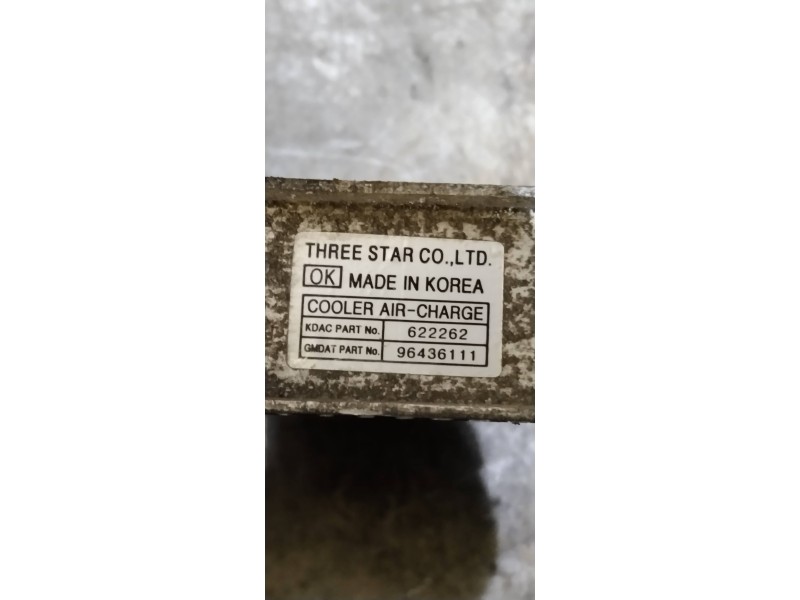 THREE STAR CO.,LTD.
OK MADE IN KOREA
COOLER AIR-CHARGE
KDAC PART No. 622262
GMDAT PART No. 96436111